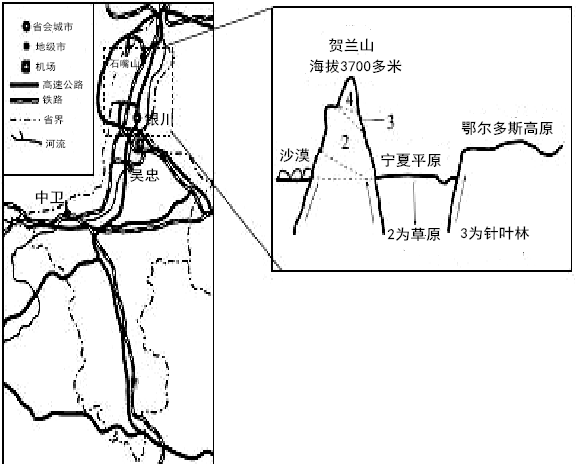 省会城市
地级市
机场
高速公路
铁路
省界
河流
石嘴山
银川
吴忠
中卫
贺兰山
海拔3700多米
4
3
2
鄂尔多斯高原
沙漠
宁夏平原
2为草原
3为针叶林